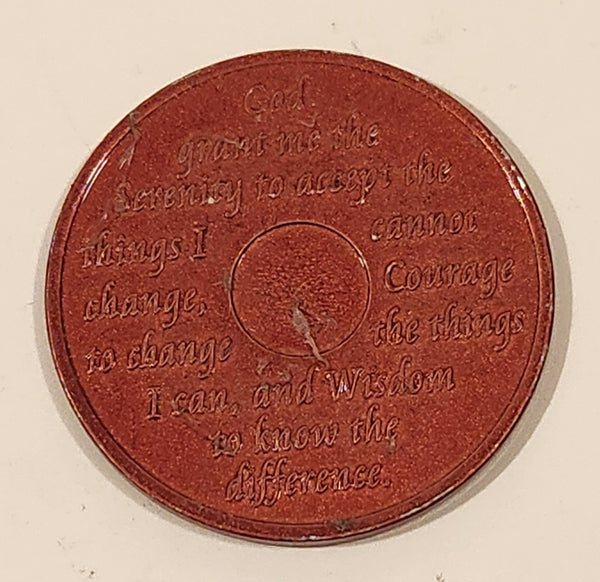 God
grant me the
Serenity to accept the
things I cannot
change, Courage
to change the things
I can, and Wisdom
to know the
difference.